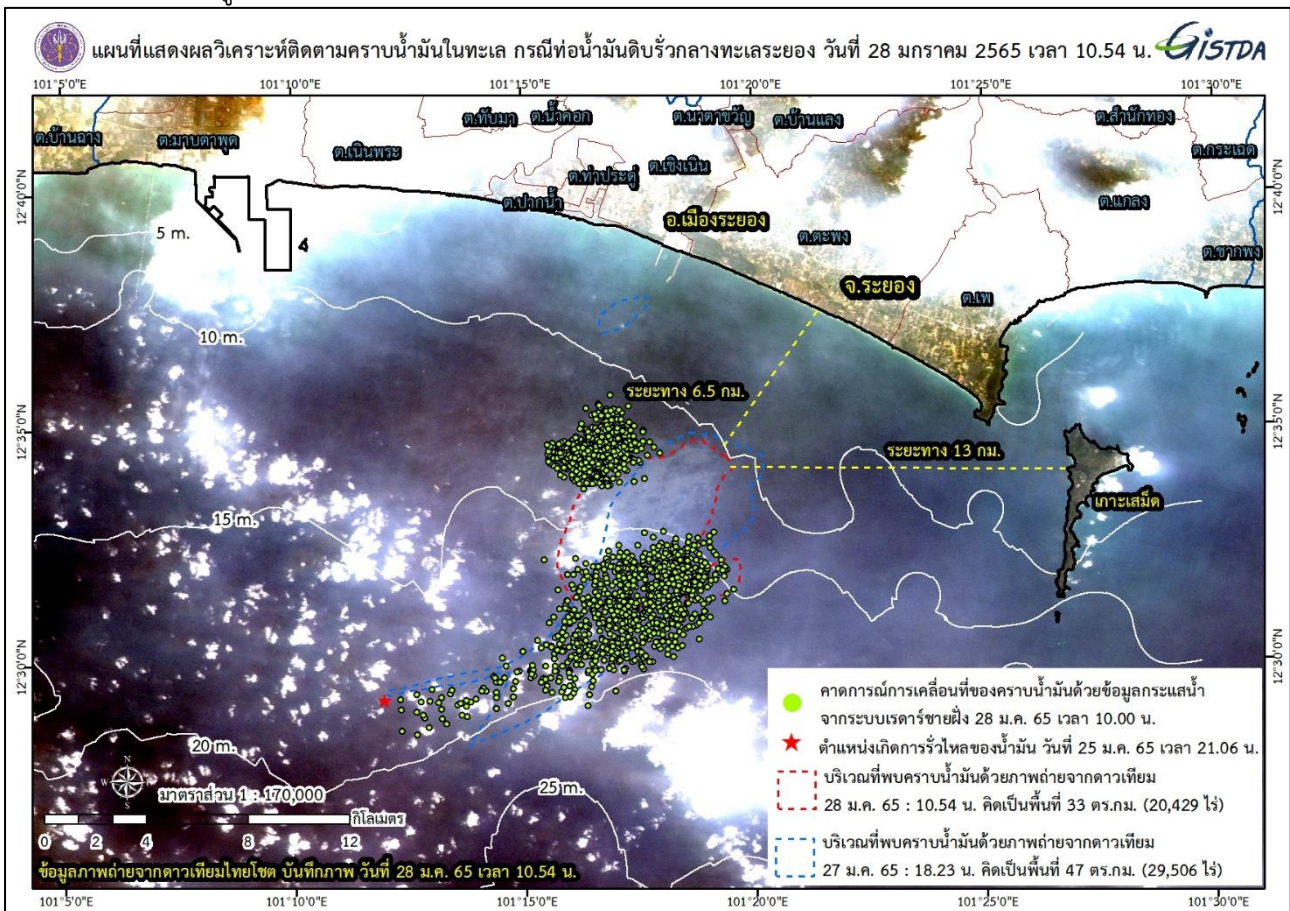 แผนที่แสดงผลวิเคราะห์ติดตามคราบน้ำมันในทะเล กรณีท่อน้ำมันดิบรั่วกลางทะเลระยอง วันที่ 28 มกราคม 2565 เวลา 10.54 น.
GISTDA
101°5'0"E 101°10'0"E 101°15'0"E 101°20'0"E 101°25'0"E 101°30'0"E
ต.บ้านฉาง
ต.มาบตาพุด
ต.เนินพระ
ต.ทับมา
ต.น้ำคอก
ต.นาตาขวัญ
ต.บ้านแลง
ต.สำนักทอง
ต.กระเฉด
ต.ท่าประดู่
ต.เชิงเนิน
ต.ปากน้ำ
อ.เมืองระยอง
ต.ตะพง
ต.แกลง
ต.ชากพง
จ.ระยอง
ต.เพ
12°40'0"N
12°40'0"N
5 m.
10 m.
ระยะทาง 6.5 กม.
12°35'0"N
12°35'0"N
ระยะทาง 13 กม.
เกาะเสม็ด
15 m.
12°30'0"N
12°30'0"N
20 m.
25 m.
N
W E
S
มาตราส่วน 1 : 170,000
กิโลเมตร
0 2 4 8 12
ข้อมูลภาพถ่ายจากดาวเทียมไทยโชต บันทึกภาพ วันที่ 28 ม.ค. 65 เวลา 10.54 น.
คาดการณ์การเคลื่อนที่ของคราบน้ำมันด้วยข้อมูลกระแสน้ำ
จากระบบเรดาร์ชายฝั่ง 28 ม.ค. 65 เวลา 10.00 น.
ตำแหน่งเกิดการรั่วไหลของน้ำมัน วันที่ 25 ม.ค. 65 เวลา 21.06 น.
บริเวณที่พบคราบน้ำมันด้วยภาพถ่ายจากดาวเทียม
28 ม.ค. 65 : 10.54 น. คิดเป็นพื้นที่ 33 ตร.กม. (20,429 ไร่)
บริเวณที่พบคราบน้ำมันด้วยภาพถ่ายจากดาวเทียม
27 ม.ค. 65 : 18.23 น. คิดเป็นพื้นที่ 47 ตร.กม. (29,506 ไร่)
101°5'0"E 101°10'0"E 101°15'0"E 101°20'0"E 101°25'0"E 101°30'0"E